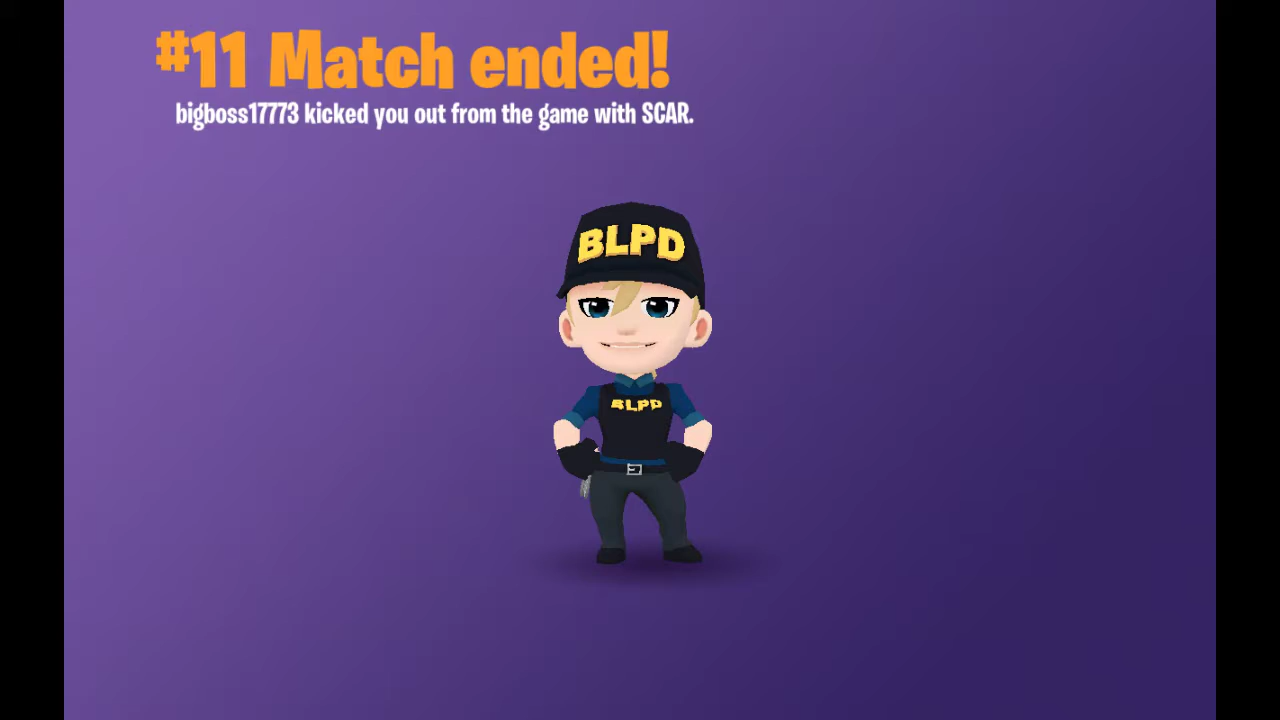 #11 Match ended!
bigboss17773 kicked you out from the game with SCAR.
BLPD
BLPD